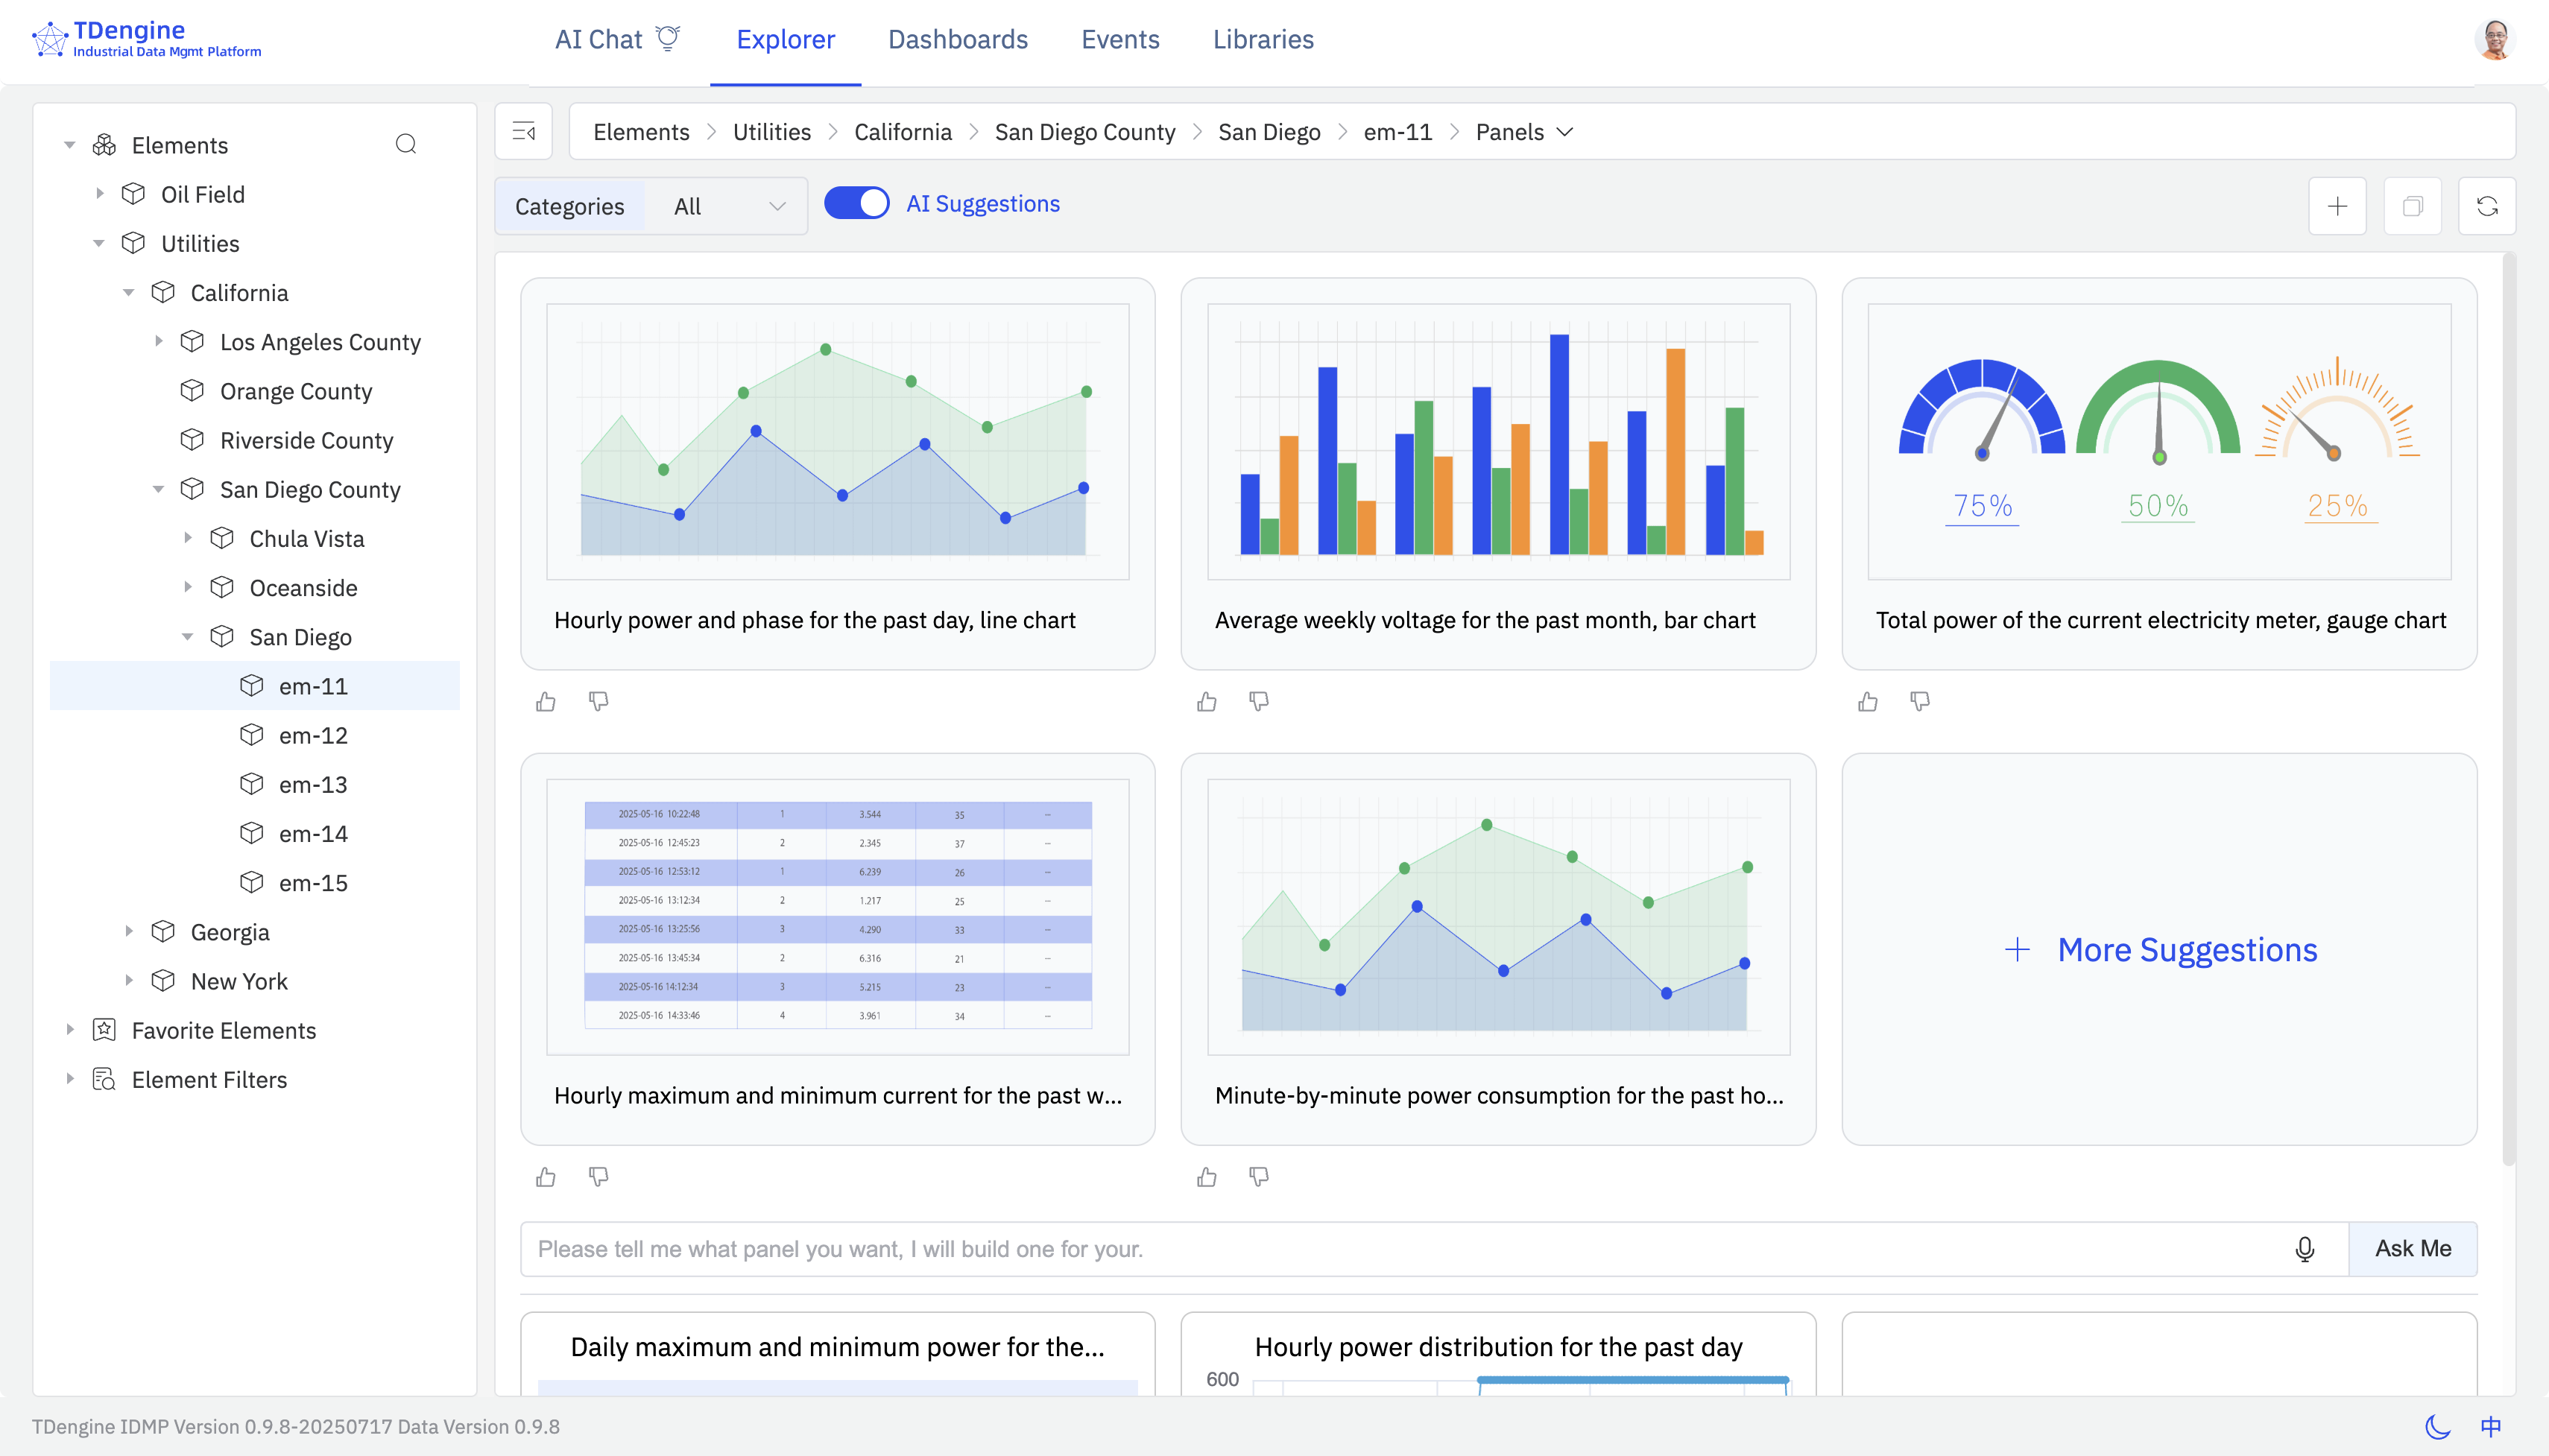 TDengine
Industrial Data Mgmt Platform
AI Chat
Explorer
Dashboards
Events
Libraries
Elements
Oil Field
Utilities
California
Los Angeles County
Orange County
Riverside County
San Diego County
Chula Vista
Oceanside
San Diego
em-11
em-12
em-13
em-14
em-15
Georgia
New York
Favorite Elements
Element Filters
Elements > Utilities > California > San Diego County > San Diego > em-11 > Panels
Categories All
AI Suggestions
Hourly power and phase for the past day, line chart
Average weekly voltage for the past month, bar chart
75% 50% 25%
Total power of the current electricity meter, gauge chart
2025-05-16 10:22:48 1 3.544 35 --
2025-05-16 12:45:23 2 2.345 37 --
2025-05-16 12:53:12 1 6.239 26 --
2025-05-16 13:12:34 2 1.217 25 --
2025-05-16 13:25:56 3 4.290 33 --
2025-05-16 13:45:34 2 6.316 21 --
2025-05-16 14:12:34 3 5.215 23 --
2025-05-16 14:33:46 4 3.961 34 --
Hourly maximum and minimum current for the past w...
Minute-by-minute power consumption for the past ho...
+ More Suggestions
Please tell me what panel you want, I will build one for your.
Ask Me
Daily maximum and minimum power for the...
Hourly power distribution for the past day
600
TDengine IDMP Version 0.9.8-20250717 Data Version 0.9.8
中